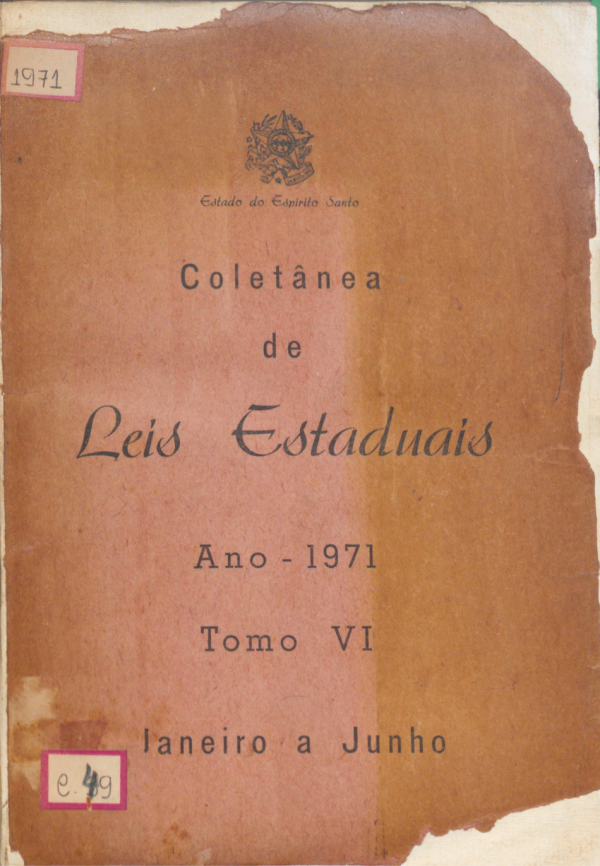 1971
Estado do Espírito Santo
Coletânea
de
Leis Estaduais
Ano - 1971
Tomo VI
Janeiro a Junho